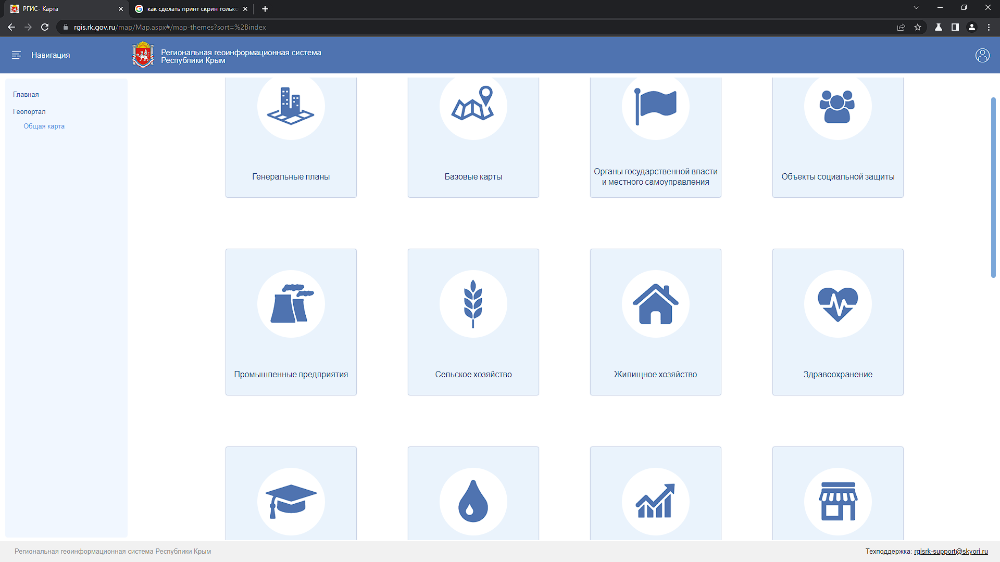 РГИС- Карта
как сделать принт скрин только
rgis.rk.gov.ru/map/Map.aspx#/map-themes?sort=%2Bindex
Навигация
Региональная геоинформационная система
Республики Крым
Главная
Геопортал
Общая карта
Генеральные планы
Базовые карты
Органы государственной власти
и местного самоуправления
Объекты социальной защиты
Промышленные предприятия
Сельское хозяйство
Жилищное хозяйство
Здравоохранение
Региональная геоинформационная система Республики Крым
Техподдержка: rgisrk-support@skyori.ru